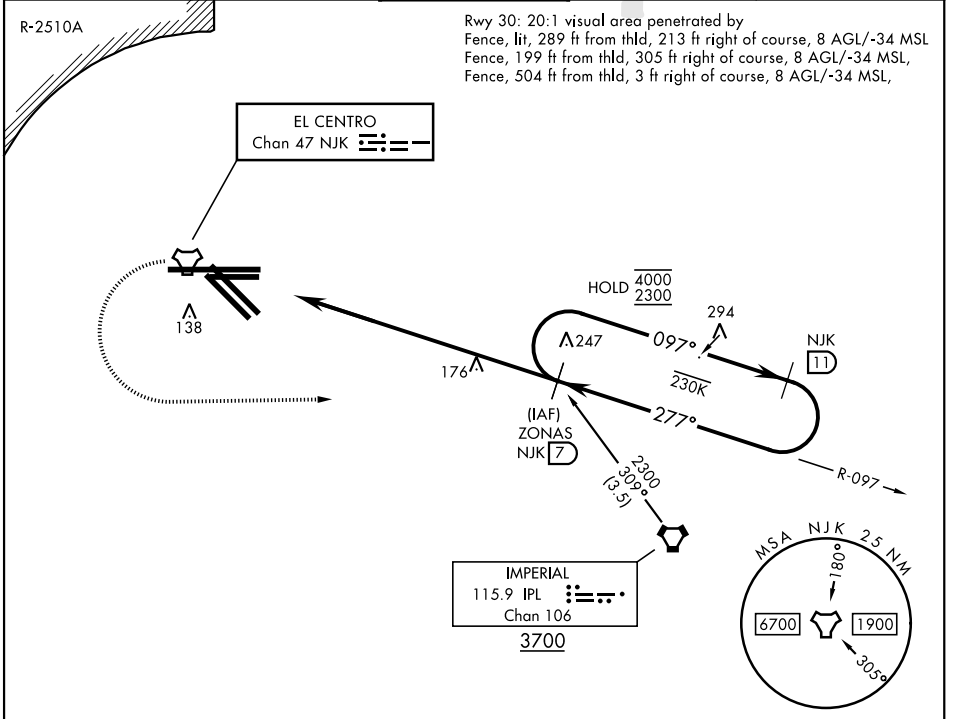 R-2510A
Rwy 30: 20:1 visual area penetrated by
Fence, lit, 289 ft from thld, 213 ft right of course, 8 AGL/-34 MSL
Fence, 199 ft from thld, 305 ft right of course, 8 AGL/-34 MSL,
Fence, 504 ft from thld, 3 ft right of course, 8 AGL/-34 MSL,
EL CENTRO
Chan 47 NJK
138
HOLD 4000
2300
294
097°
247
NJK
11
176
230K
277°
(IAF)
ZONAS
NJK 7
R-097
2300
309°
(3.5)
IMPERIAL
115.9 IPL
Chan 106
3700
MSA NJK 25 NM
180°
6700
1900
305°